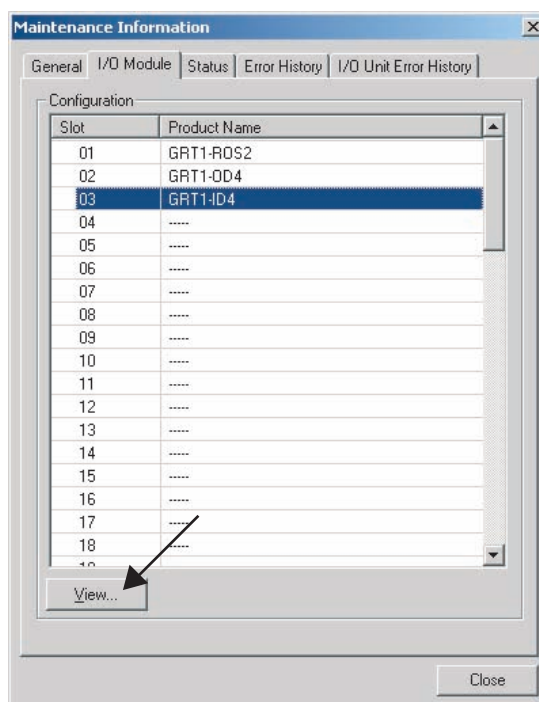 Maintenance Information
General I/O Module Status Error History I/O Unit Error History
Configuration
Slot Product Name
01 GRT1-ROS2
02 GRT1-OD4
03 GRT1-ID4
04 -----
05 -----
06 -----
07 -----
08 -----
09 -----
10 -----
11 -----
12 -----
13 -----
14 -----
15 -----
16 -----
17 -----
18 -----
View...
Close